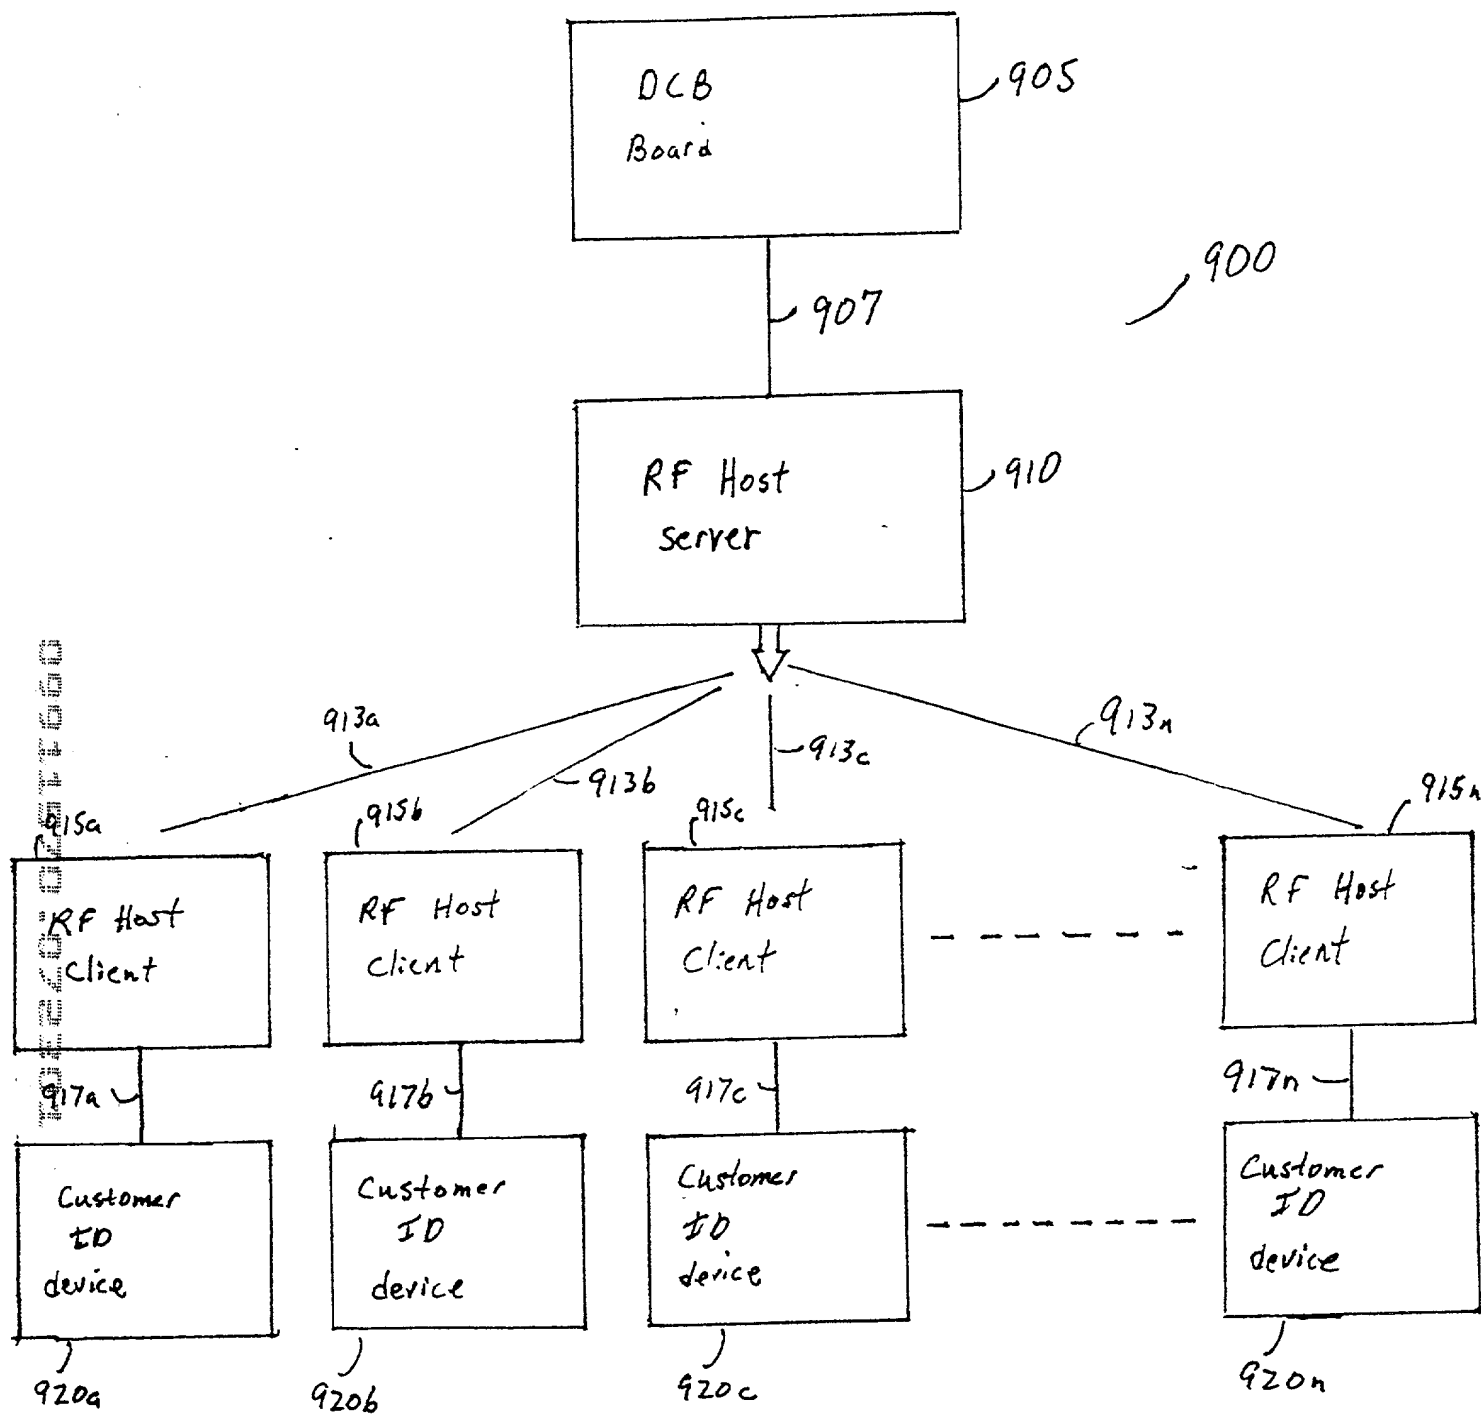 DCB
Board
905
900
907
RF Host
server
910
913a
913b
913c
913n
915a
915b
915c
915n
RF Host
Client
RF Host
Client
RF Host
Client
RF Host
Client
917a
917b
917c
917n
Customer
ID
device
Customer
ID
device
Customer
ID
device
Customer
ID
device
920a
920b
920c
920n